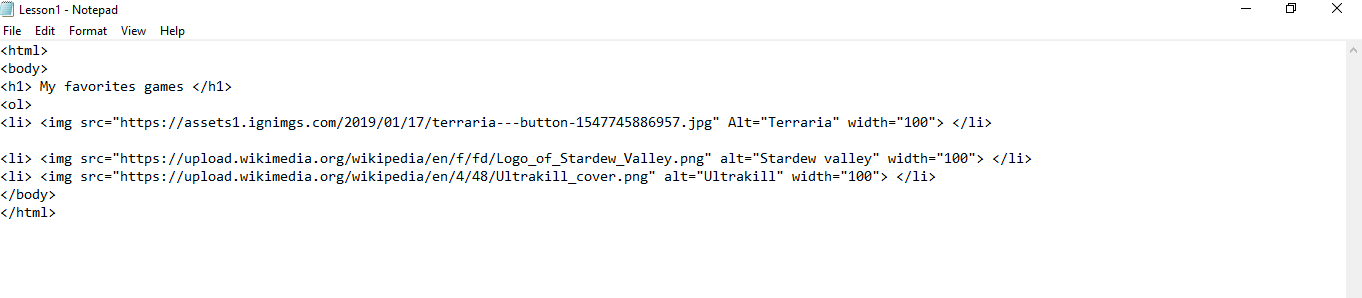 Lesson1 - Notepad
File Edit Format View Help
<html>
<body>
<h1> My favorites games </h1>
<ol>
<li> <img src="https://assets1.ignimgs.com/2019/01/17/terraria---button-1547745886957.jpg" Alt="Terraria" width="100"> </li>
<li> <img src="https://upload.wikimedia.org/wikipedia/en/f/fd/Logo_of_Stardew_Valley.png" alt="Stardew valley" width="100"> </li>
<li> <img src="https://upload.wikimedia.org/wikipedia/en/4/48/Ultrakill_cover.png" alt="Ultrakill" width="100"> </li>
</body>
</html>